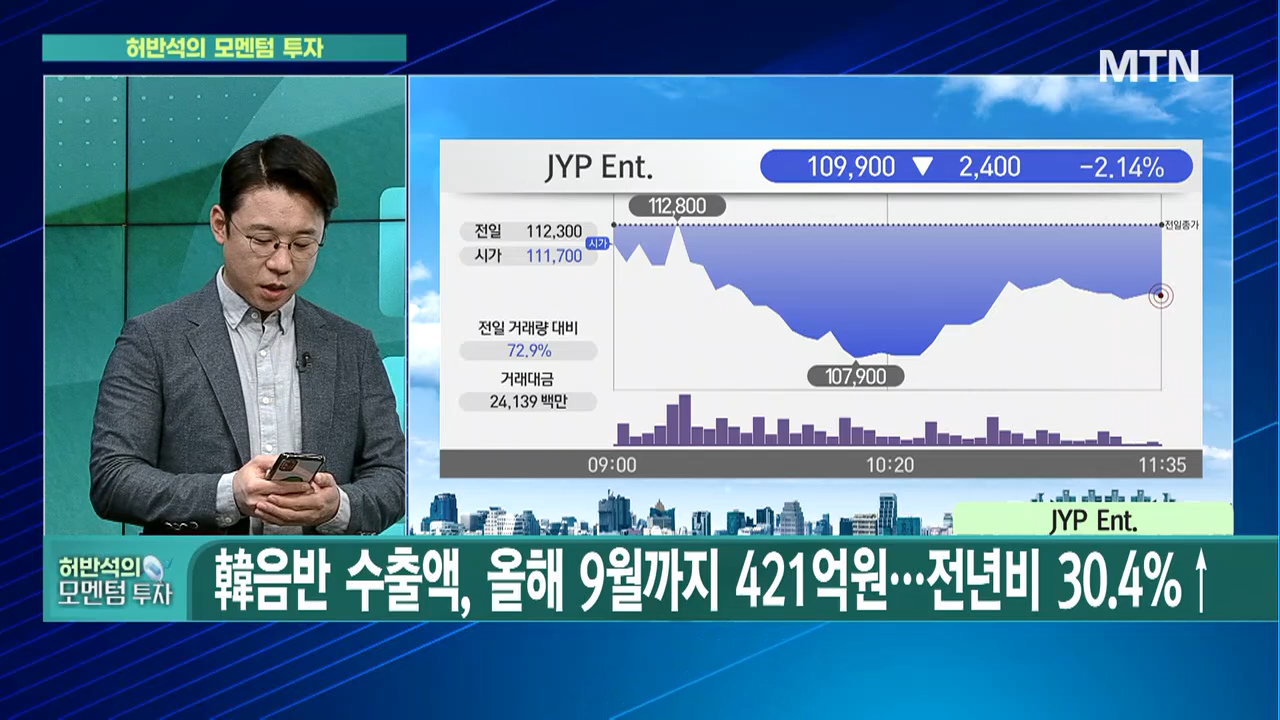 허반석의 모멘텀 투자
MTN
JYP Ent.
109,900 ▼ 2,400 -2.14%
112,800
전일종가
전일 112,300
시가
시가 111,700
전일 거래량 대비
72.9%
107,900
거래대금
24,139 백만
09:00 10:20 11:35
JYP Ent.
허반석의
모멘텀 투자
韓음반 수출액, 올해 9월까지 421억원…전년비 30.4%↑